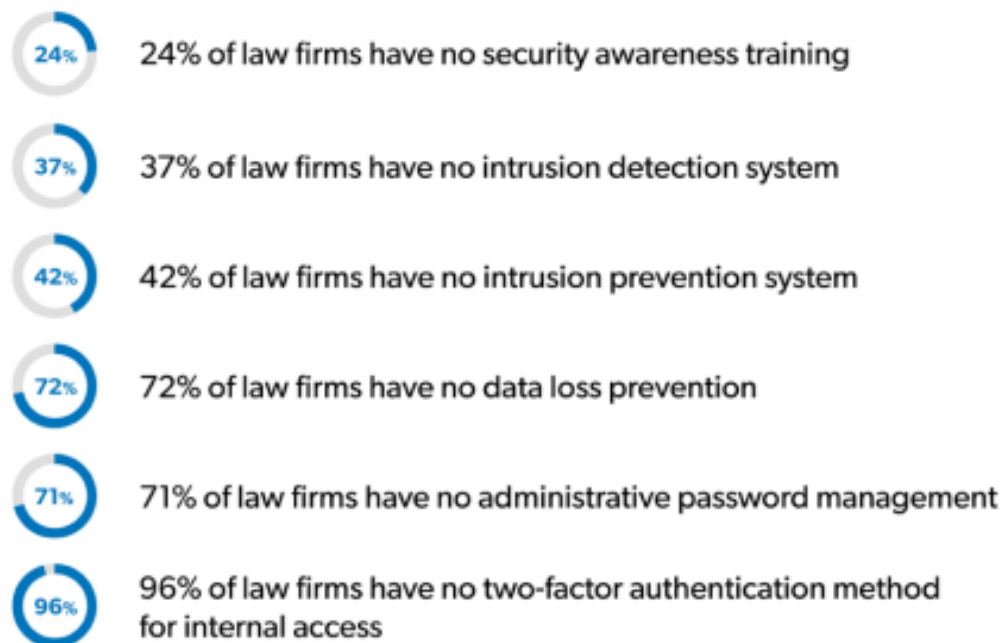 24%
24% of law firms have no security awareness training
37%
37% of law firms have no intrusion detection system
42%
42% of law firms have no intrusion prevention system
72%
72% of law firms have no data loss prevention
71%
71% of law firms have no administrative password management
96%
96% of law firms have no two-factor authentication method
for internal access